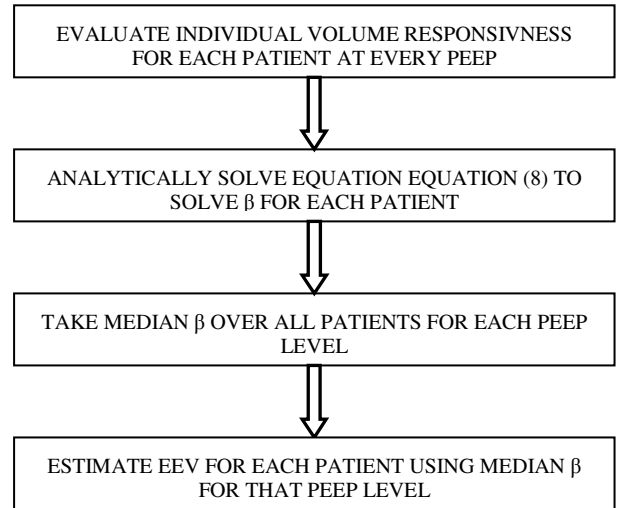 EVALUATE INDIVIDUAL VOLUME RESPONSIVNESS
FOR EACH PATIENT AT EVERY PEEP
ANALYTICALLY SOLVE EQUATION EQUATION (8) TO
SOLVE β FOR EACH PATIENT
TAKE MEDIAN β OVER ALL PATIENTS FOR EACH PEEP
LEVEL
ESTIMATE EEV FOR EACH PATIENT USING MEDIAN β
FOR THAT PEEP LEVEL